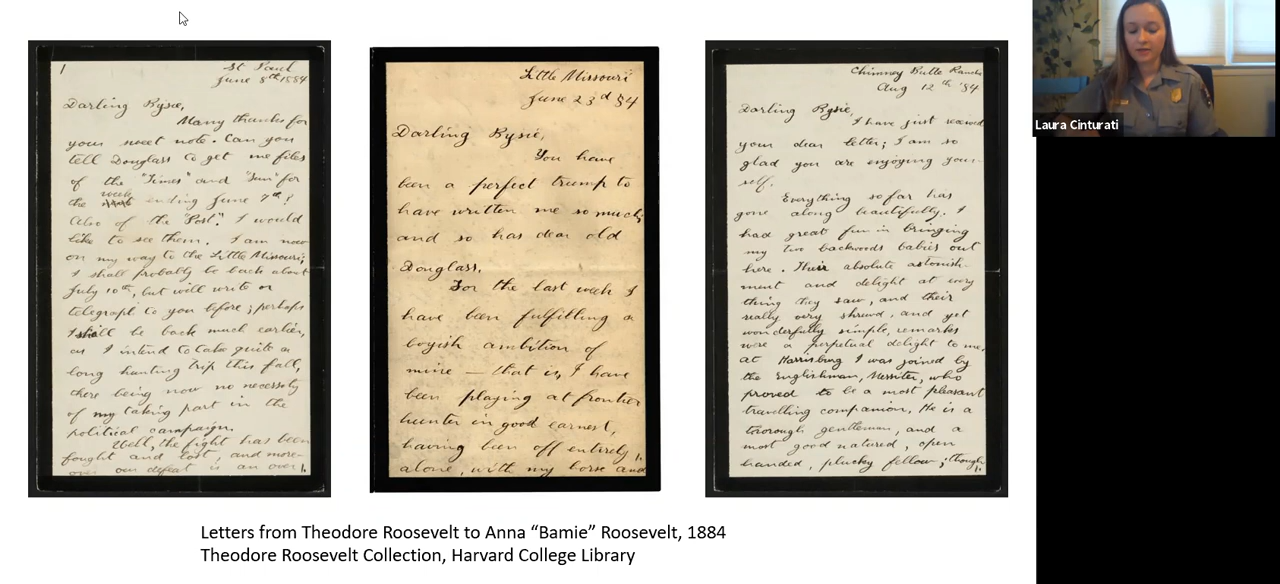 1
St Paul
June 8th 1884
Darling Bysie,
Many thanks for
your sweet note. Can you
tell Douglass to get me files
of the "Times" and "Sun" for
the week ending June 7th?
Also of the "Post". I would
like to see them. I am now
on my way to the Little Missouri;
I shall probably be back about
July 10th, but will write or
telegraph to you before; perhaps
I shall be back much earlier,
as I intend to take quite a
long hunting trip this fall,
there being now no necessity
of my taking part in the
political campaign.
Well, the fight has been
fought and lost, and more-
over our defeat is an over
Little Missouri
June 23d 84
Darling Bysie,
You have
been a perfect trump to
have written me so much;
and so has dear old
Douglass.
For the last week I
have been fulfilling a
boyish ambition of
mine — that is, I have
been playing at frontier
hunter in good earnest,
having been off entirely
alone, with my horse and
Chimney Butte Ranch
Aug 12th '84
Darling Bysie,
I have just received
your dear letter; I am so
glad you are enjoying your-
self.
Everything so far has
gone along beautifully. I
had great fun in bringing
my two backwoods babies out
here. Their absolute astonish-
ment and delight at every
thing they saw, and their
really very shrewd, and yet
wonderfully simple, remarks
were a perpetual delight to me.
At Harrisburg I was joined by
the Englishman, Messiter, who
proved to be a most pleasant
travelling companion. He is a
thorough gentleman, and a
most good natured, open
handed, plucky fellow; though
Letters from Theodore Roosevelt to Anna “Bamie” Roosevelt, 1884
Theodore Roosevelt Collection, Harvard College Library
Laura Cinturati